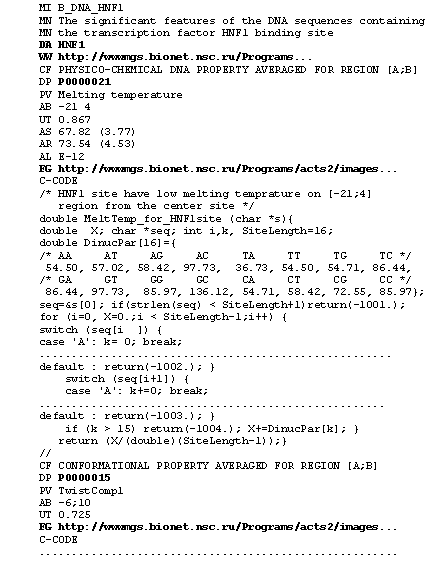 MI B_DNA_HNF1
MN The significant features of the DNA sequences containing
MN the transcription factor HNF1 binding site
DA HNF1
WW http://wwwmgs.bionet.nsc.ru/Programs...
CF PHYSICO-CHEMICAL DNA PROPERTY AVERAGED FOR REGION [A;B]
DP P0000021
PV Melting temperature
AB -21 4
UT 0.867
AS 67.82 (3.77)
AR 73.54 (4.53)
AL E-12
FG http://wwwmgs.bionet.nsc.ru/Programs/acts2/images...
C-CODE
/* HNF1 site have low melting temprature on [-21;4]
region from the center site */
double MeltTemp_for_HNF1site (char *s){
double X; char *seq; int i,k, SiteLength=16;
double DinucPar[16]={
/* AA AT AG AC TA TT TG TC */
54.50, 57.02, 58.42, 97.73, 36.73, 54.50, 54.71, 86.44,
/* GA GT GG GC CA CT CG CC */
86.44, 97.73, 85.97, 136.12, 54.71, 58.42, 72.55, 85.97};
seq=&s[0]; if(strlen(seq) < SiteLength+1)return(-1001.);
for (i=0, X=0.;i < SiteLength-1;i++) {
switch (seq[i ]) {
case 'A': k= 0; break;
....................................................
default : return(-1002.); }
switch (seq[i+1]) {
case 'A': k+=0; break;
....................................................
default : return(-1003.); }
if (k > 15) return(-1004.); X+=DinucPar[k]; }
return (X/(double)(SiteLength-1));}
//
CF CONFORMATIONAL PROPERTY AVERAGED FOR REGION [A;B]
DP P0000015
PV TwistCompl
AB -6;10
UT 0.725
FG http://wwwmgs.bionet.nsc.ru/Programs/acts2/images...
C-CODE
....................................................